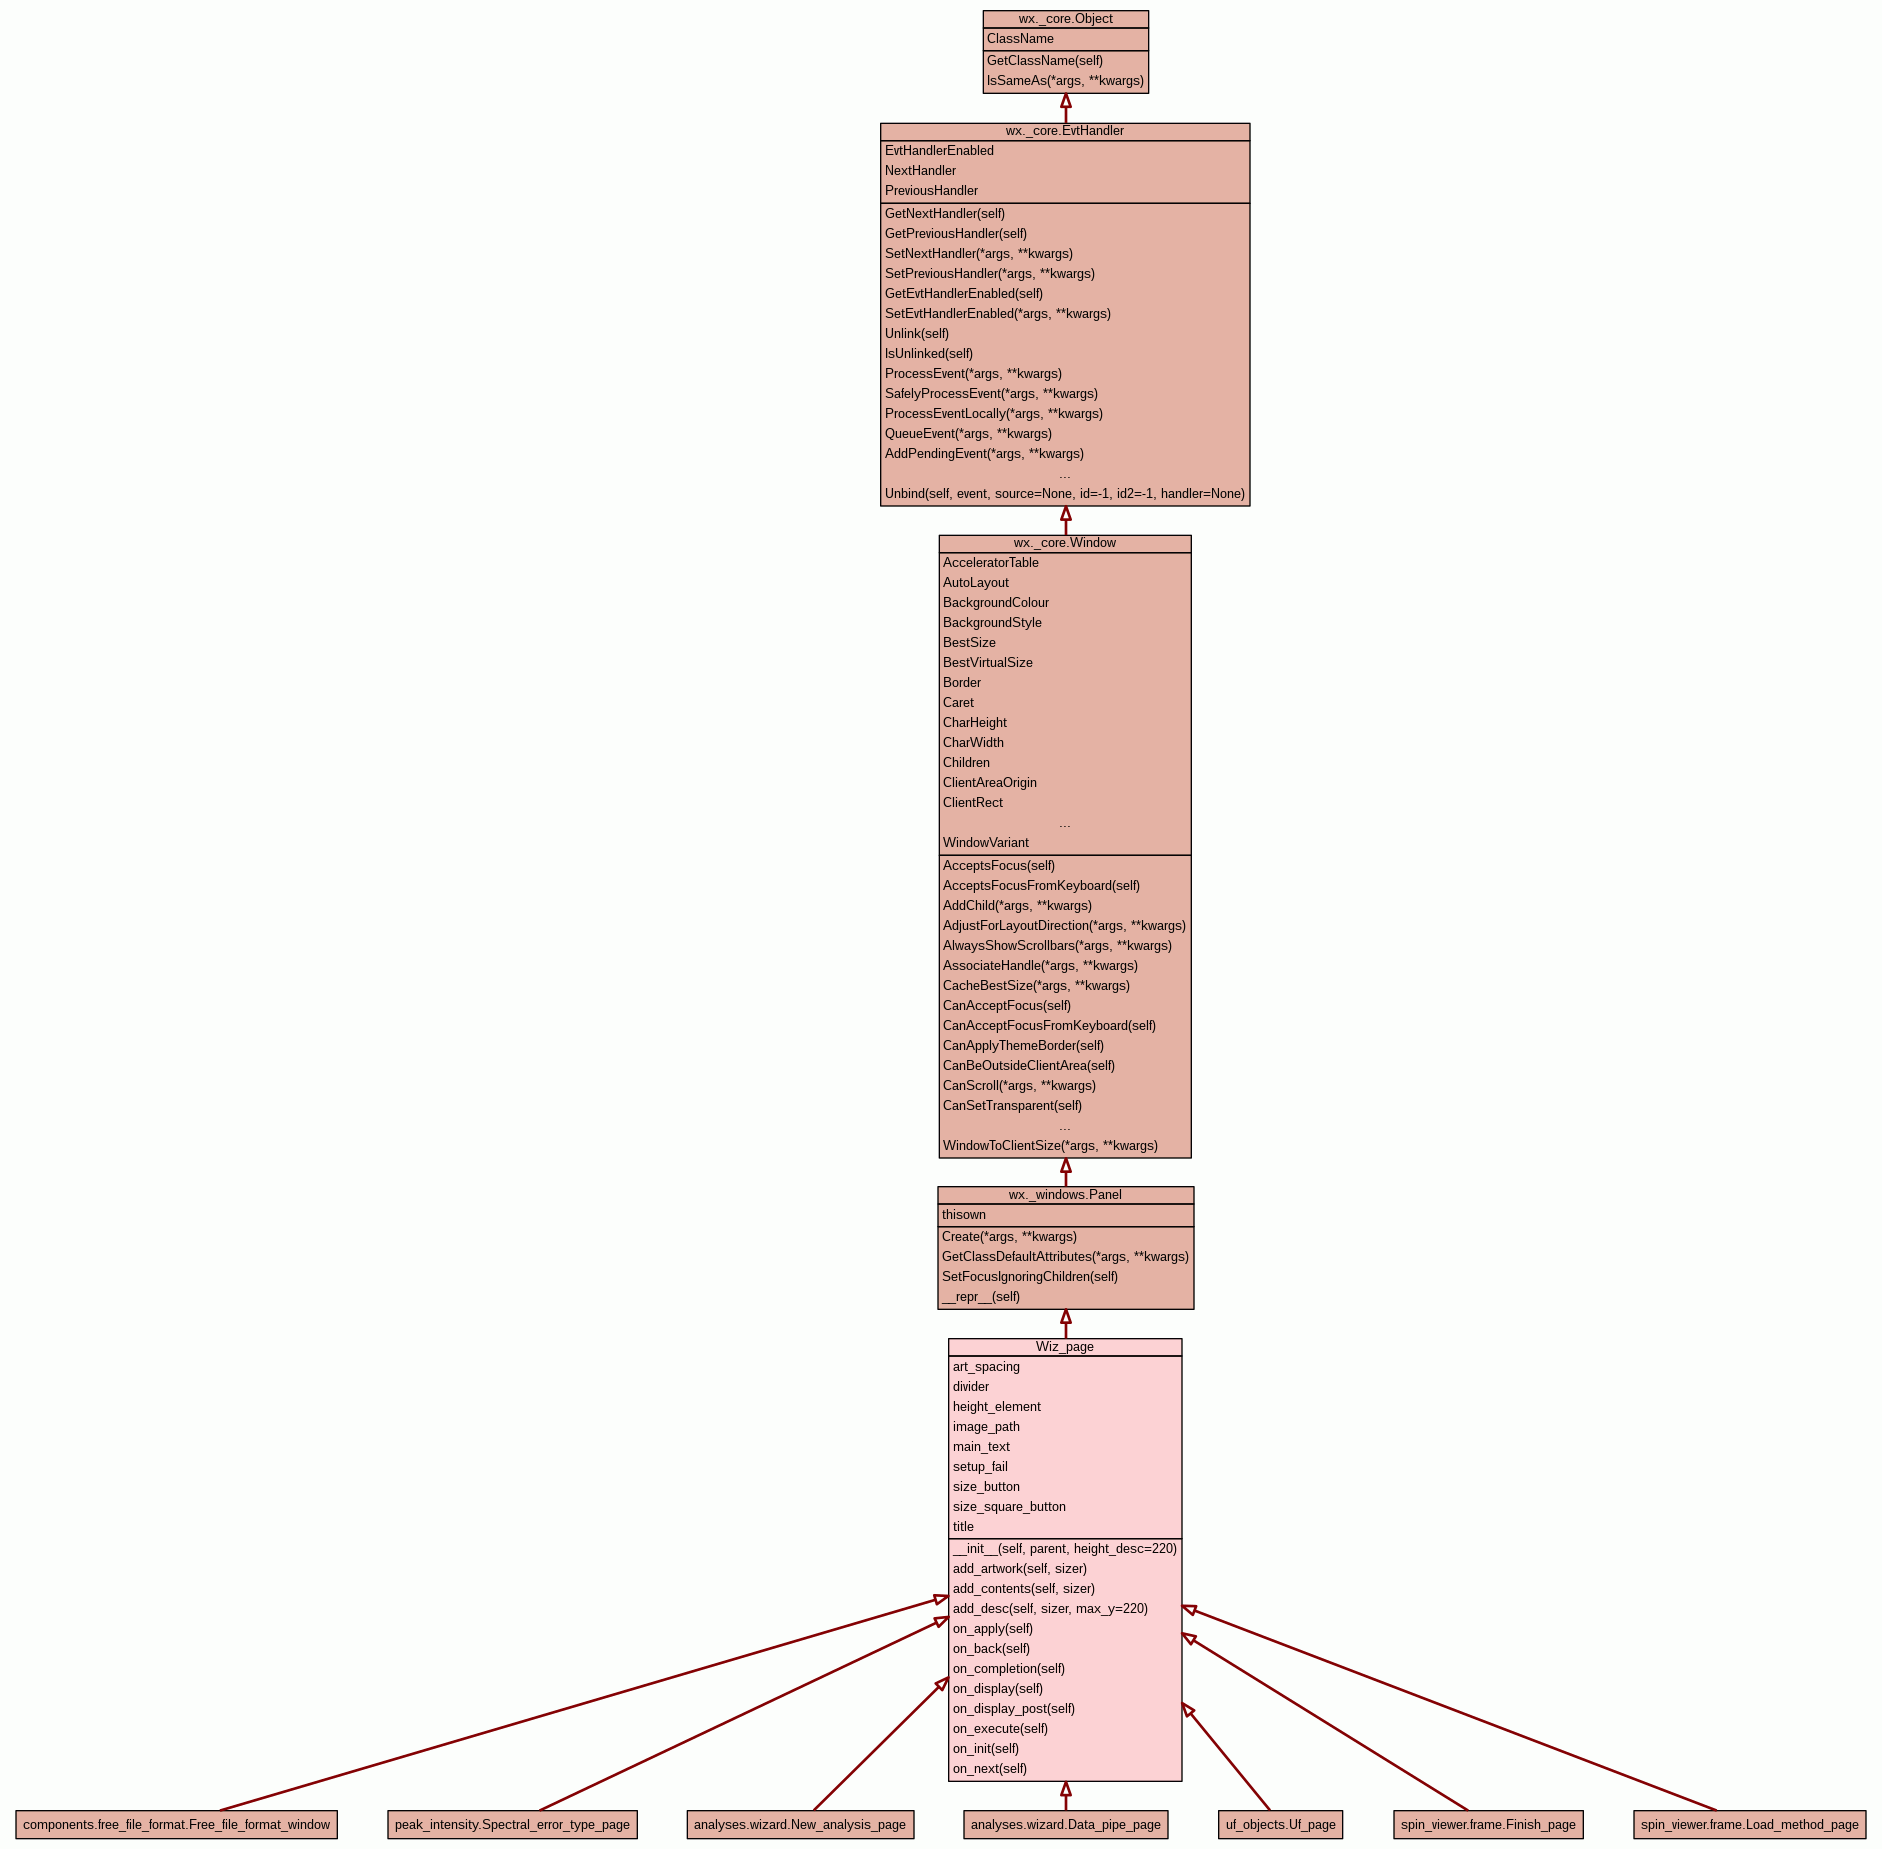 wx._core.Object
ClassName
GetClassName(self)
IsSameAs(*args, **kwargs)
wx._core.EvtHandler
EvtHandlerEnabled
NextHandler
PreviousHandler
GetNextHandler(self)
GetPreviousHandler(self)
SetNextHandler(*args, **kwargs)
SetPreviousHandler(*args, **kwargs)
GetEvtHandlerEnabled(self)
SetEvtHandlerEnabled(*args, **kwargs)
Unlink(self)
IsUnlinked(self)
ProcessEvent(*args, **kwargs)
SafelyProcessEvent(*args, **kwargs)
ProcessEventLocally(*args, **kwargs)
QueueEvent(*args, **kwargs)
AddPendingEvent(*args, **kwargs)
...
Unbind(self, event, source=None, id=-1, id2=-1, handler=None)
wx._core.Window
AcceleratorTable
AutoLayout
BackgroundColour
BackgroundStyle
BestSize
BestVirtualSize
Border
Caret
CharHeight
CharWidth
Children
ClientAreaOrigin
ClientRect
...
WindowVariant
AcceptsFocus(self)
AcceptsFocusFromKeyboard(self)
AddChild(*args, **kwargs)
AdjustForLayoutDirection(*args, **kwargs)
AlwaysShowScrollbars(*args, **kwargs)
AssociateHandle(*args, **kwargs)
CacheBestSize(*args, **kwargs)
CanAcceptFocus(self)
CanAcceptFocusFromKeyboard(self)
CanApplyThemeBorder(self)
CanBeOutsideClientArea(self)
CanScroll(*args, **kwargs)
CanSetTransparent(self)
...
WindowToClientSize(*args, **kwargs)
wx._windows.Panel
thisown
Create(*args, **kwargs)
GetClassDefaultAttributes(*args, **kwargs)
SetFocusIgnoringChildren(self)
__repr__(self)
Wiz_page
art_spacing
divider
height_element
image_path
main_text
setup_fail
size_button
size_square_button
title
__init__(self, parent, height_desc=220)
add_artwork(self, sizer)
add_contents(self, sizer)
add_desc(self, sizer, max_y=220)
on_apply(self)
on_back(self)
on_completion(self)
on_display(self)
on_display_post(self)
on_execute(self)
on_init(self)
on_next(self)
components.free_file_format.Free_file_format_window
peak_intensity.Spectral_error_type_page
analyses.wizard.New_analysis_page
analyses.wizard.Data_pipe_page
uf_objects.Uf_page
spin_viewer.frame.Finish_page
spin_viewer.frame.Load_method_page